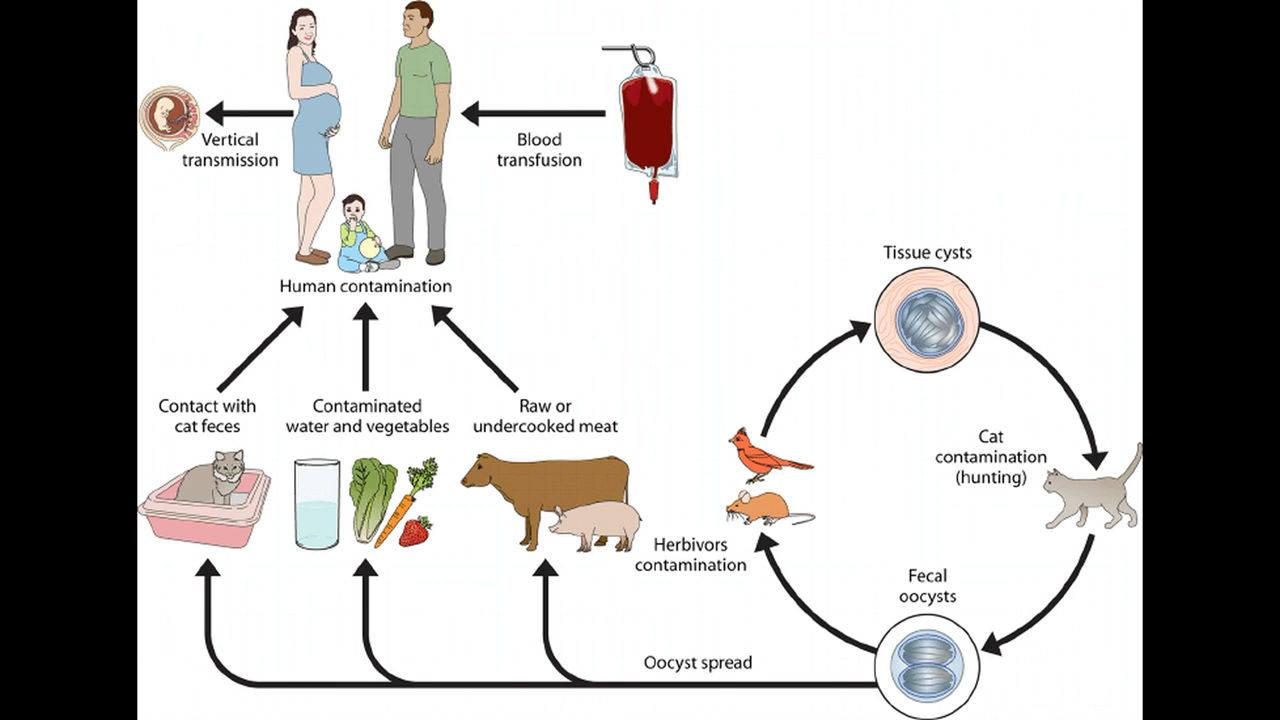 Vertical
transmission
Blood
transfusion
Human contamination
Tissue cysts
Contact with
cat feces
Contaminated
water and vegetables
Raw or
undercooked meat
Cat
contamination
(hunting)
Herbivors
contamination
Fecal
oocysts
Oocyst spread